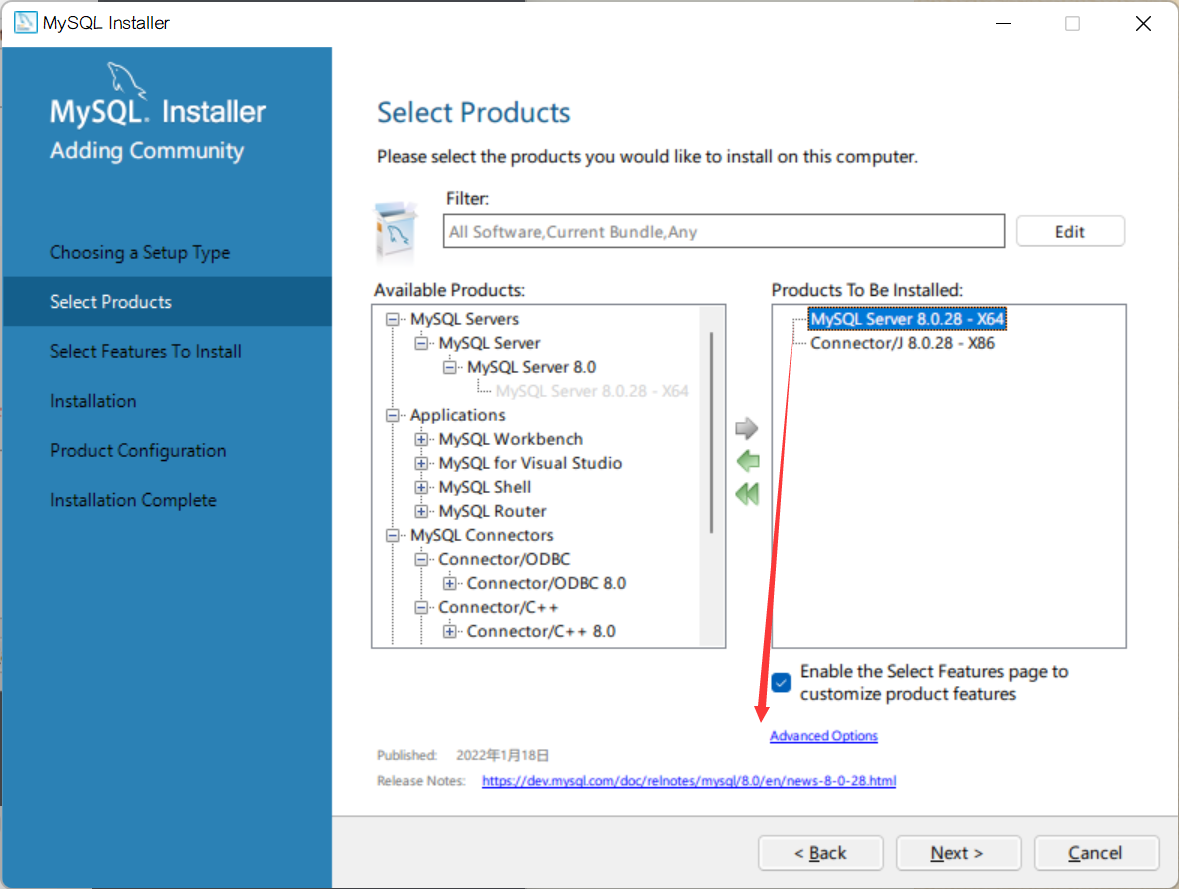 MySQL Installer
MySQL. Installer
Adding Community
Choosing a Setup Type
Select Products
Select Features To Install
Installation
Product Configuration
Installation Complete
Select Products
Please select the products you would like to install on this computer.
Filter:
All Software,Current Bundle,Any
Edit
Available Products:
MySQL Servers
MySQL Server
MySQL Server 8.0
MySQL Server 8.0.28 - X64
Applications
MySQL Workbench
MySQL for Visual Studio
MySQL Shell
MySQL Router
MySQL Connectors
Connector/ODBC
Connector/ODBC 8.0
Connector/C++
Connector/C++ 8.0
Products To Be Installed:
MySQL Server 8.0.28 - X64
Connector/J 8.0.28 - X86
Enable the Select Features page to
customize product features
Advanced Options
Published: 2022年1月18日
Release Notes: https://dev.mysql.com/doc/relnotes/mysql/8.0/en/news-8-0-28.html
< Back
Next >
Cancel